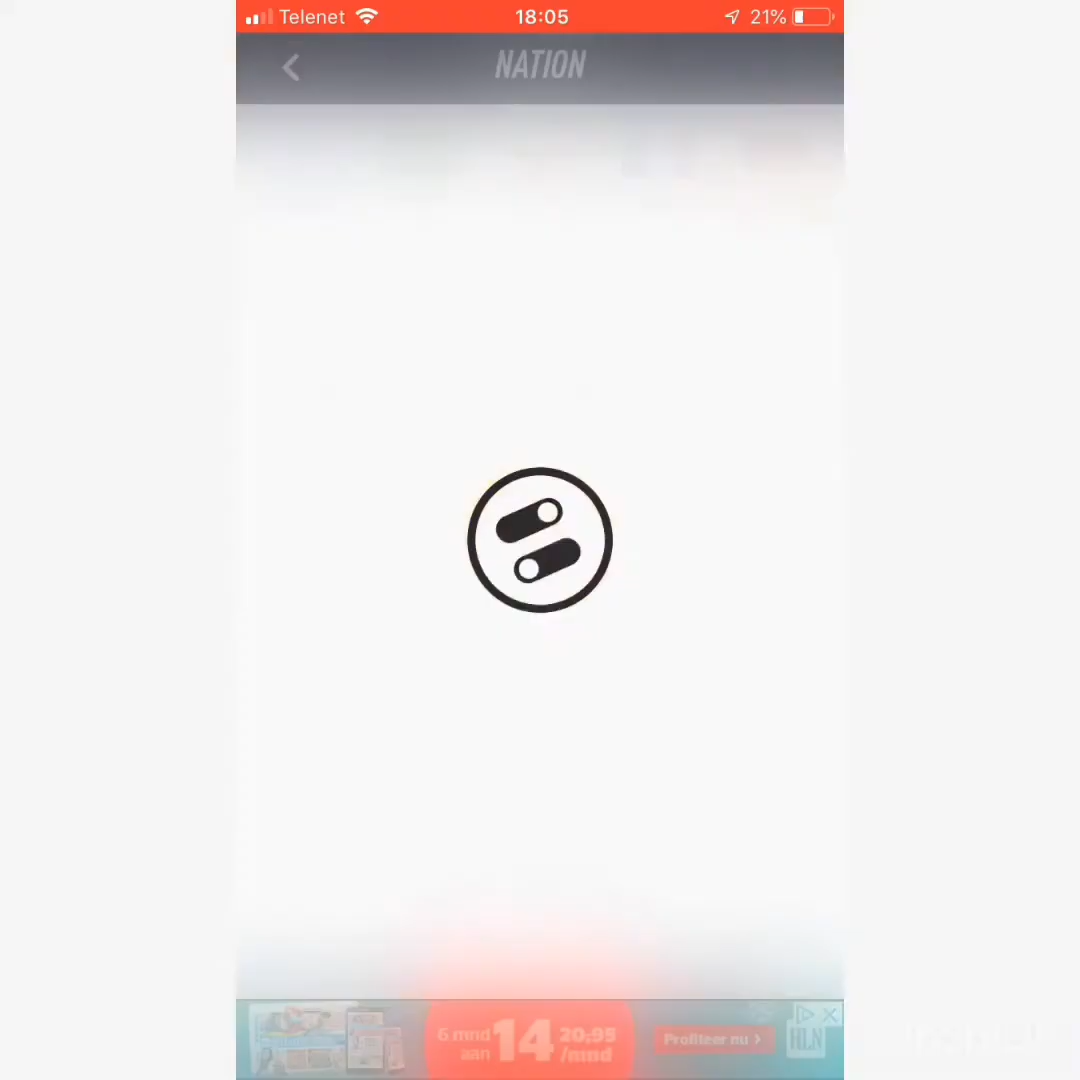 Telenet 18:05 21%
NATION
6 mnd 14 20,95
aan /mnd
Profiteer nu >
HLN